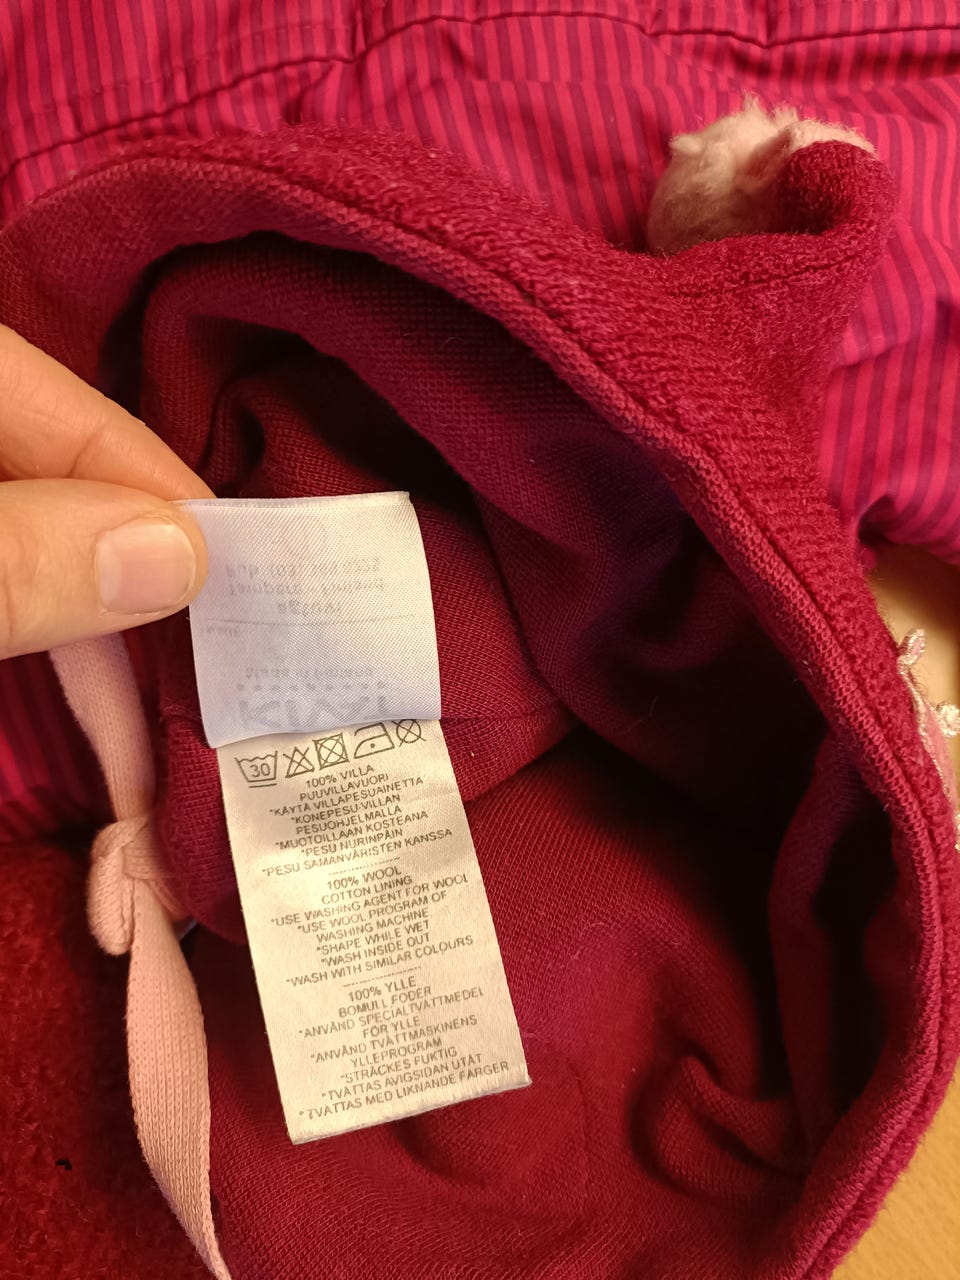 30
100% VILLA
PUUVILLAVUORI
*KÄYTÄ VILLAPESUAINETTA
*KONEPESU VILLAN
PESUOHJELMALLA
*MUOTOILLAAN KOSTEANA
*PESU NURINPÄIN
*PESU SAMANVÄRISTEN KANSSA
----------
100% WOOL
COTTON LINING
*USE WASHING AGENT FOR WOOL
*USE WOOL PROGRAM OF
WASHING MACHINE
*SHAPE WHILE WET
*WASH INSIDE OUT
*WASH WITH SIMILAR COLOURS
----------
100% YLLE
BOMULL FODER
*ANVÄND SPECIALTVÄTTMEDEL
FÖR YLLE
*ANVÄND TVÄTTMASKINENS
YLLEPROGRAM
*STRÄCKES FUKTIG
*TVÄTTAS AVIGSIDAN UTÅT
*TVÄTTAS MED LIKNANDE FÄRGER